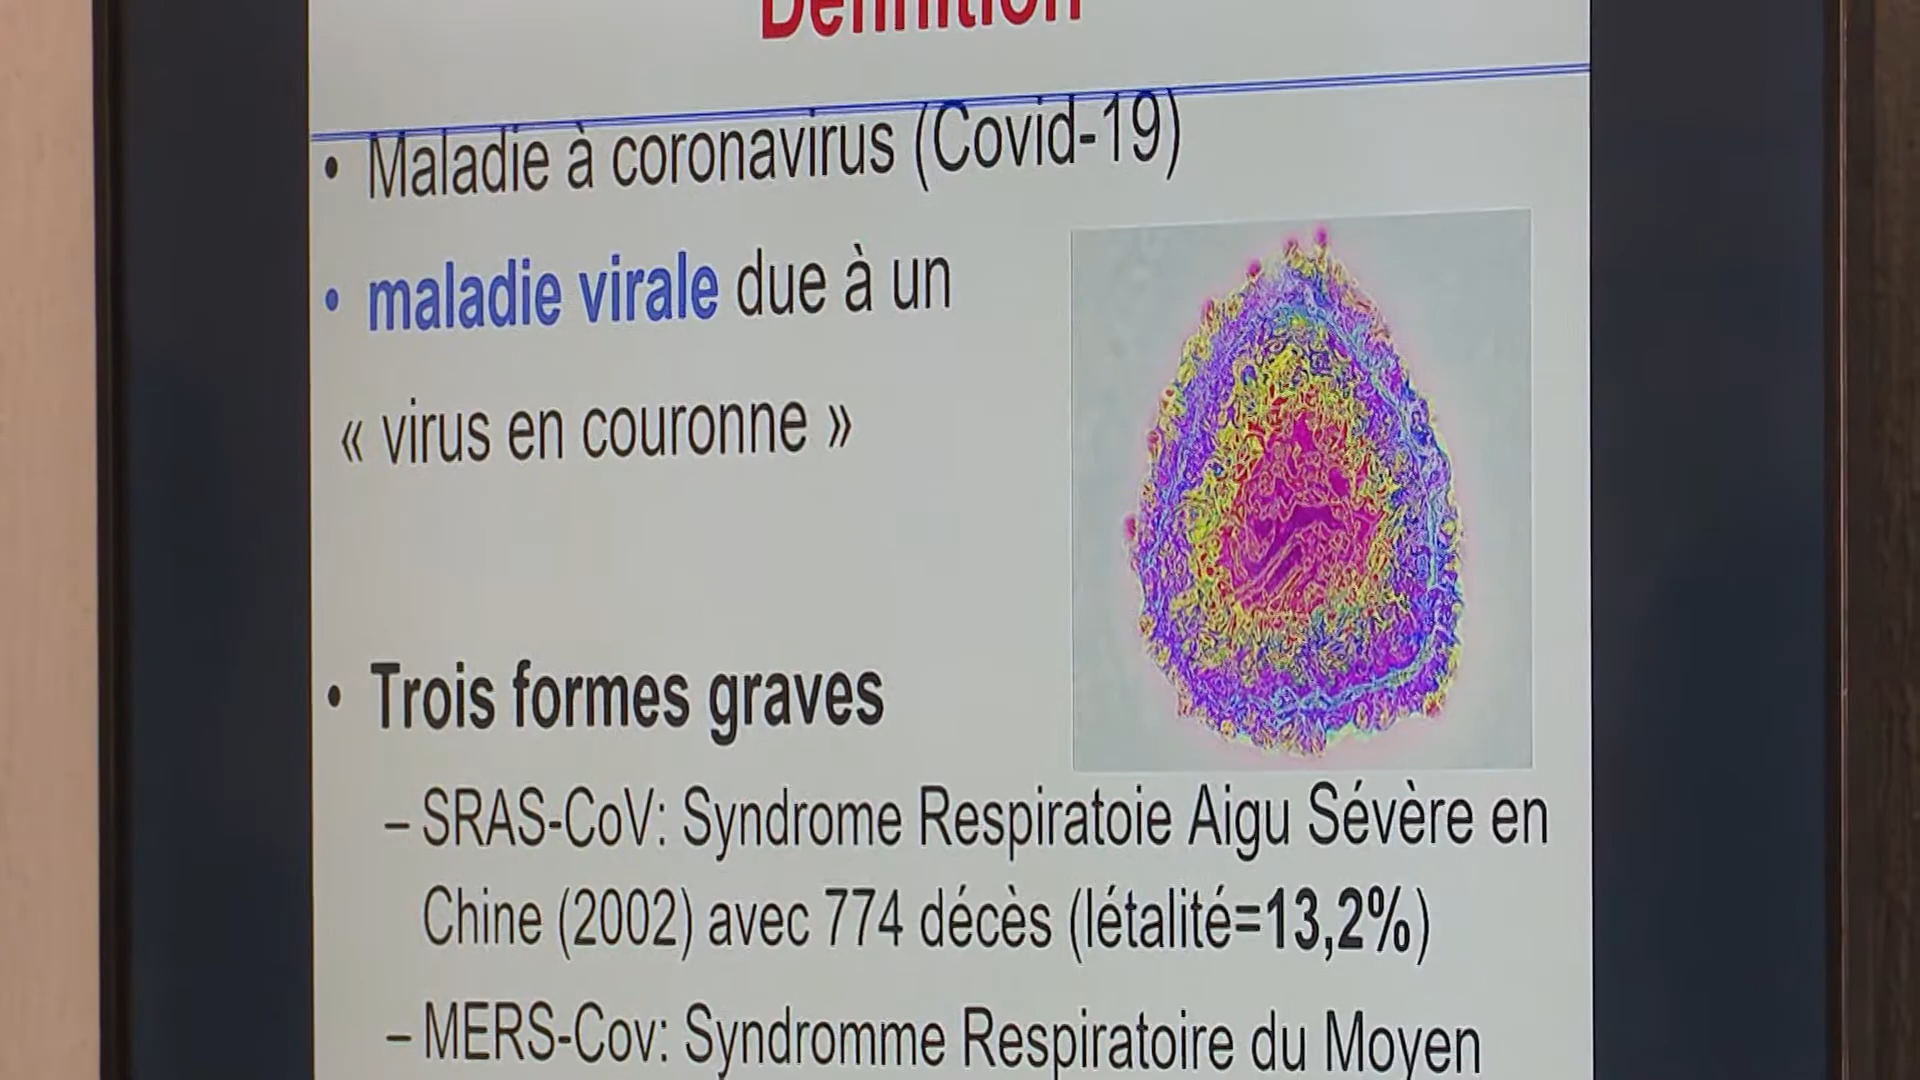 Définition
• Maladie à coronavirus (Covid-19)
• maladie virale due à un
« virus en couronne »
• Trois formes graves
– SRAS-CoV: Syndrome Respiratoie Aigu Sévère en
Chine (2002) avec 774 décès (létalité=13,2%)
– MERS-Cov: Syndromme Respiratoire du Moyen